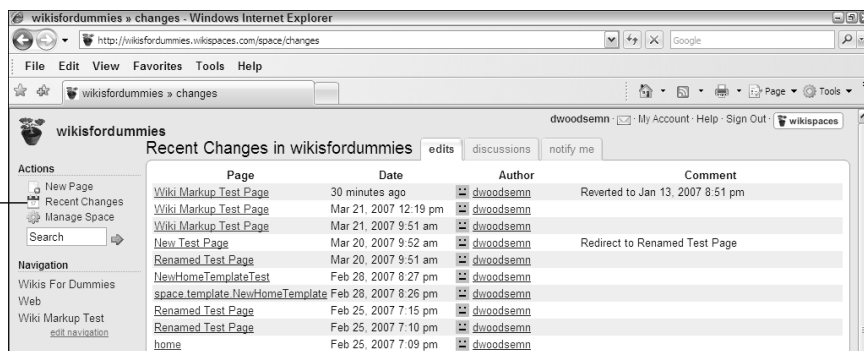 wikisfordummies » changes - Windows Internet Explorer
http://wikisfordummies.wikispaces.com/space/changes
Google
File Edit View Favorites Tools Help
wikisfordummies » changes
Page Tools
dwoodsemn · My Account · Help · Sign Out · wikispaces
wikisfordummies
Recent Changes in wikisfordummies edits discussions notify me
Actions
New Page
Recent Changes
Manage Space
Search
Navigation
Wikis For Dummies
Web
Wiki Markup Test
edit navigation
Page Date Author Comment
Wiki Markup Test Page 30 minutes ago dwoodsemn Reverted to Jan 13, 2007 8:51 pm
Wiki Markup Test Page Mar 21, 2007 12:19 pm dwoodsemn
Wiki Markup Test Page Mar 21, 2007 9:51 am dwoodsemn
New Test Page Mar 20, 2007 9:52 am dwoodsemn Redirect to Renamed Test Page
Renamed Test Page Mar 20, 2007 9:51 am dwoodsemn
NewHomeTemplateTest Feb 28, 2007 8:27 pm dwoodsemn
space.template.NewHomeTemplate Feb 28, 2007 8:26 pm dwoodsemn
Renamed Test Page Feb 25, 2007 7:15 pm dwoodsemn
Renamed Test Page Feb 25, 2007 7:10 pm dwoodsemn
home Feb 25, 2007 7:09 pm dwoodsemn